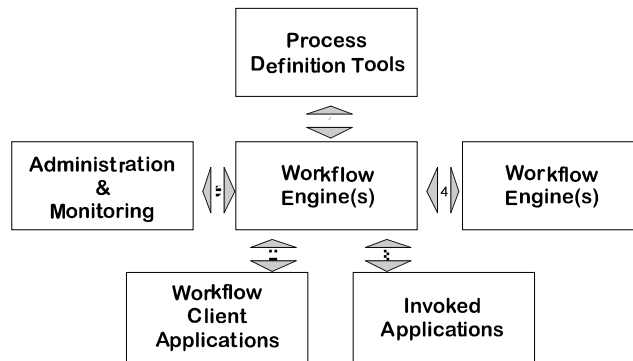 Process
Definition Tools
Administration
&
Monitoring
Workflow
Engine(s)
4
Workflow
Engine(s)
Workflow
Client
Applications
Invoked
Applications